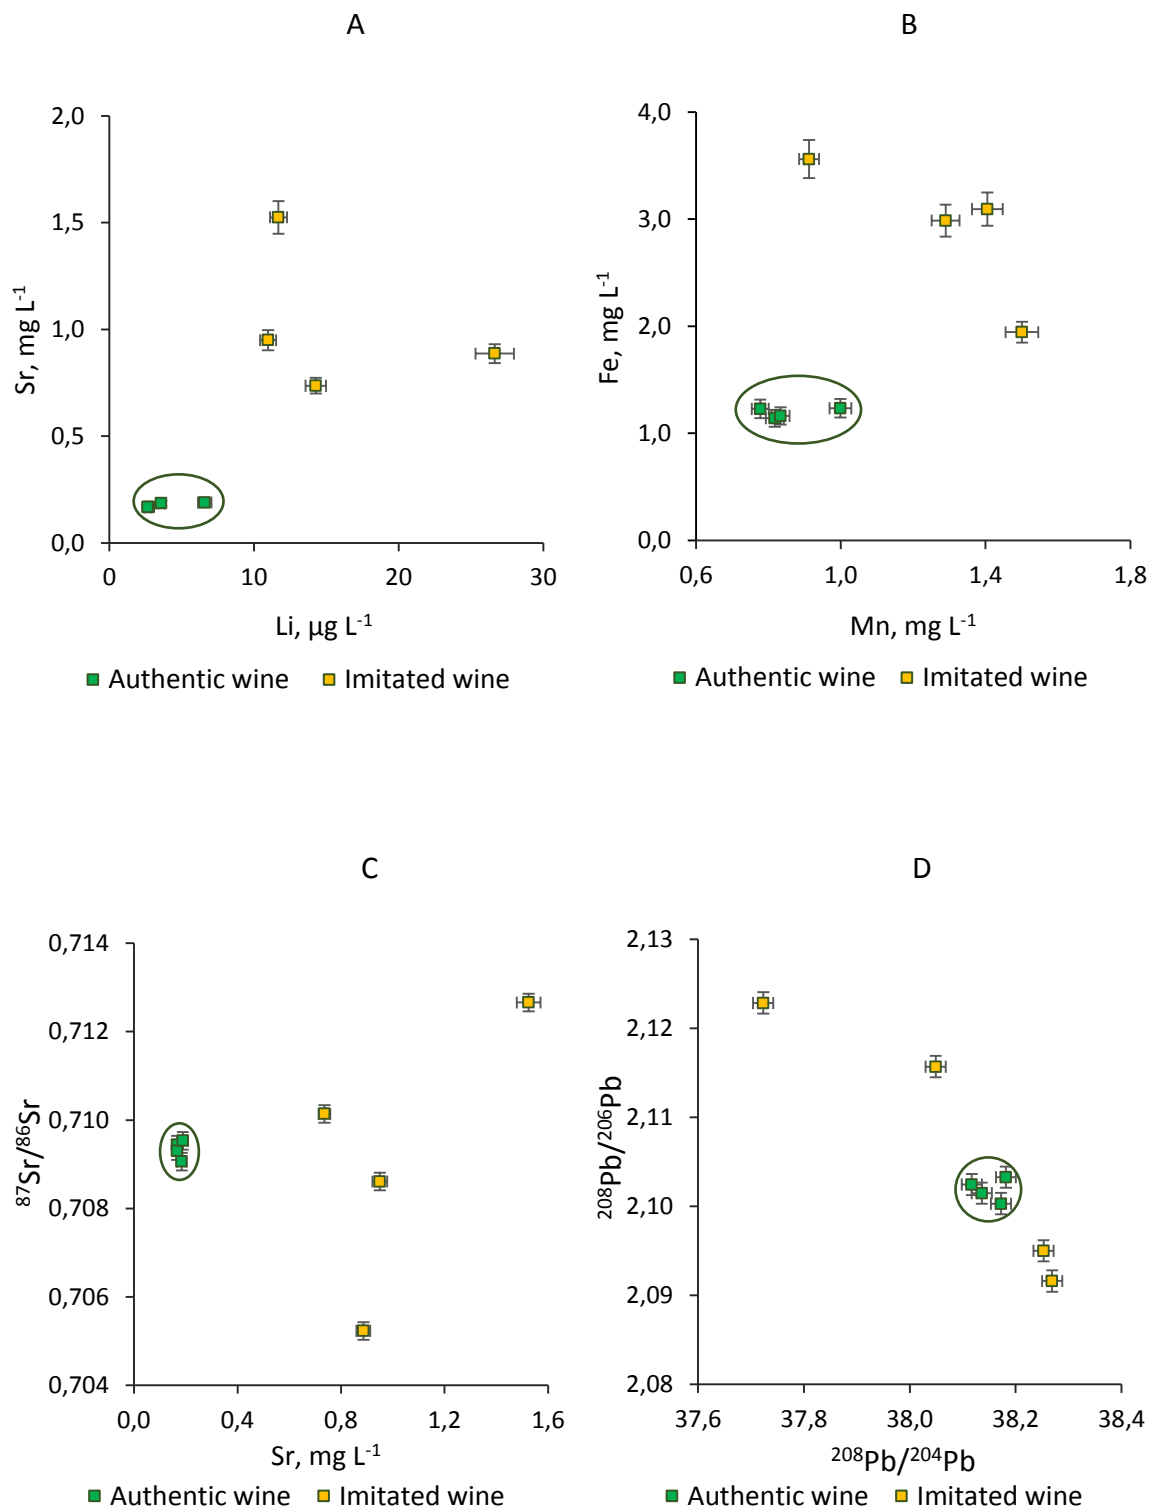 A
2,0
1,5
1,0
0,5
0,0
Sr, mg L⁻¹
0 10 20 30
Li, µg L⁻¹
Authentic wine Imitated wine
B
4,0
3,0
2,0
1,0
0,0
Fe, mg L⁻¹
0,6 1,0 1,4 1,8
Mn, mg L⁻¹
Authentic wine Imitated wine
C
0,714
0,712
0,710
0,708
0,706
0,704
⁸⁷Sr/⁸⁶Sr
0,0 0,4 0,8 1,2 1,6
Sr, mg L⁻¹
Authentic wine Imitated wine
D
2,13
2,12
2,11
2,10
2,09
2,08
²⁰⁸Pb/²⁰⁶Pb
37,6 37,8 38,0 38,2 38,4
²⁰⁸Pb/²⁰⁴Pb
Authentic wine Imitated wine